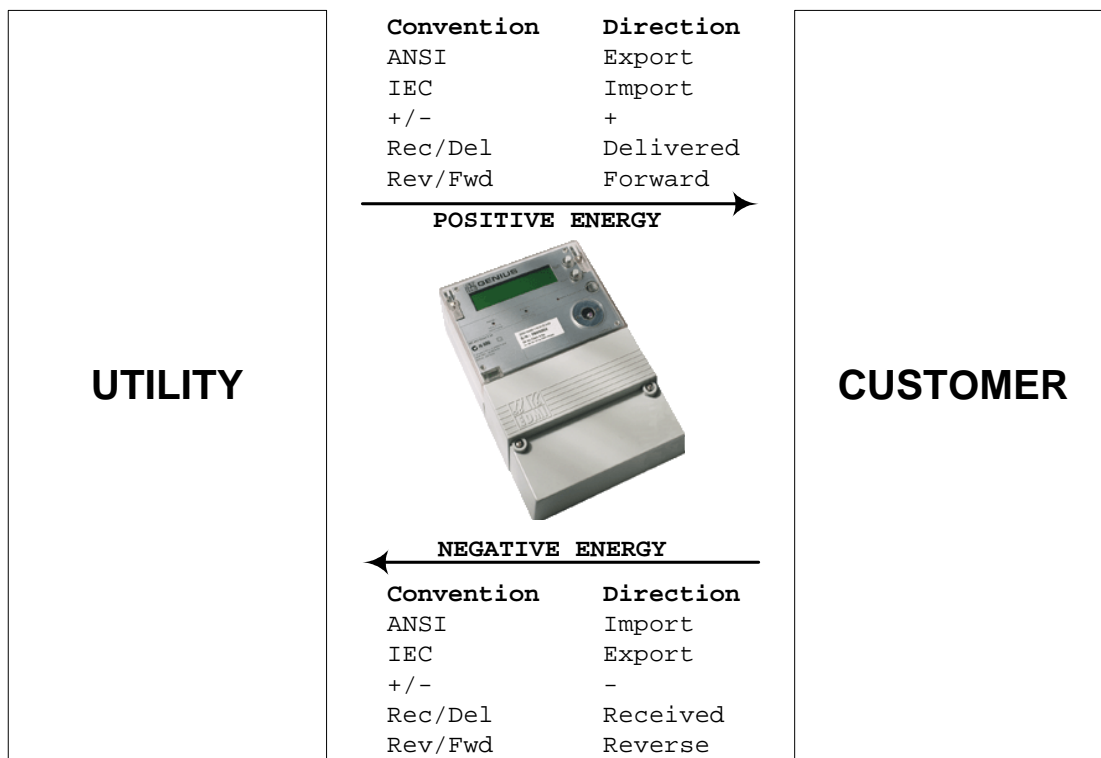 Convention Direction
ANSI Export
IEC Import
+/- +
Rec/Del Delivered
Rev/Fwd Forward
POSITIVE ENERGY
GENIUS
UTILITY
CUSTOMER
EDMI
NEGATIVE ENERGY
Convention Direction
ANSI Import
IEC Export
+/- -
Rec/Del Received
Rev/Fwd Reverse